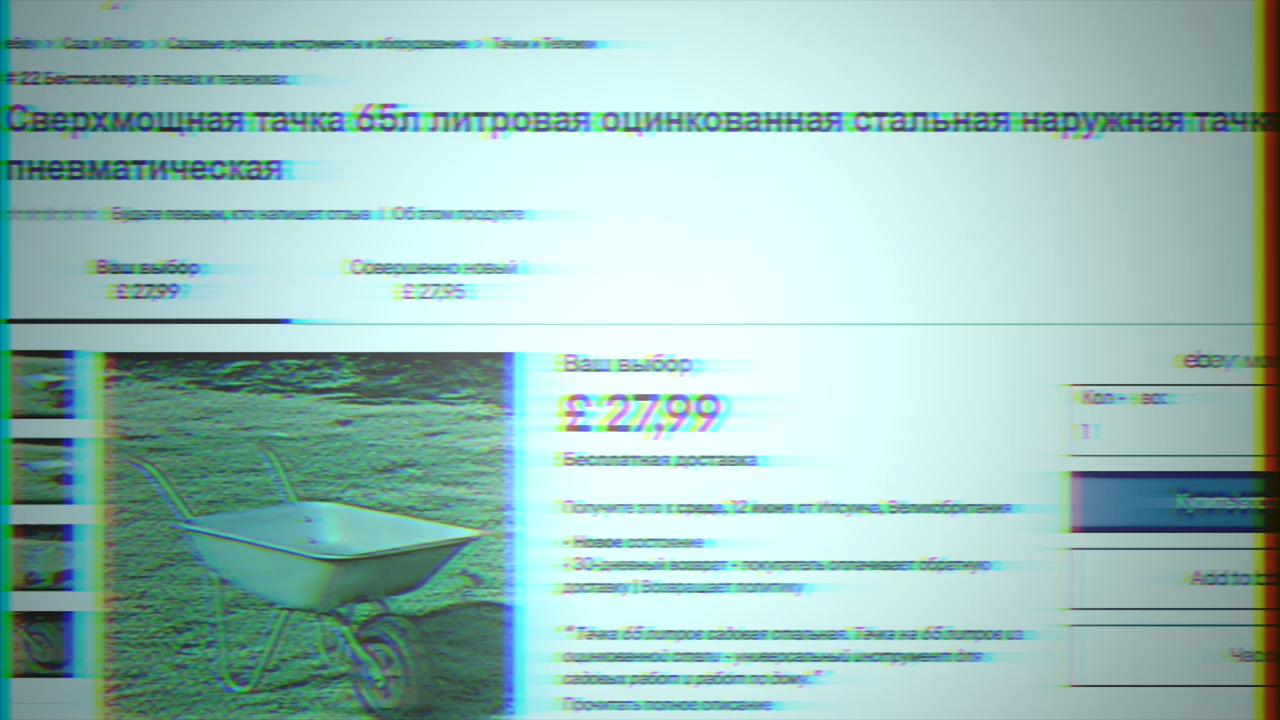 ebay > Сад и Патио > Садовые ручные инструменты и оборудование > Тачки и Тележки
# 22 Бестселлер в тачках и тележках
Сверхмощная тачка 65л литровая оцинкованная стальная наружная тачка
пневматическая
Будьте первым, кто напишет отзыв. | Об этом продукте
Ваш выбор
£ 27,99
Совершенно новый
£ 27,95
Ваш выбор
£ 27,99
Бесплатная доставка
Получите это к среда, 12 июня от Ипсуича, Великобритания
• Новое состояние
• 30-дневный возврат - покупатель оплачивает обратную
доставку | Возвращает политику
"Тачка 65 литров садовая стальная. Тачка на 65 литров из
оцинкованной стали - универсальный инструмент для
садовых работ и работ по дому."
Прочитать полное описание
ebay
Кол - во:
1
Add to